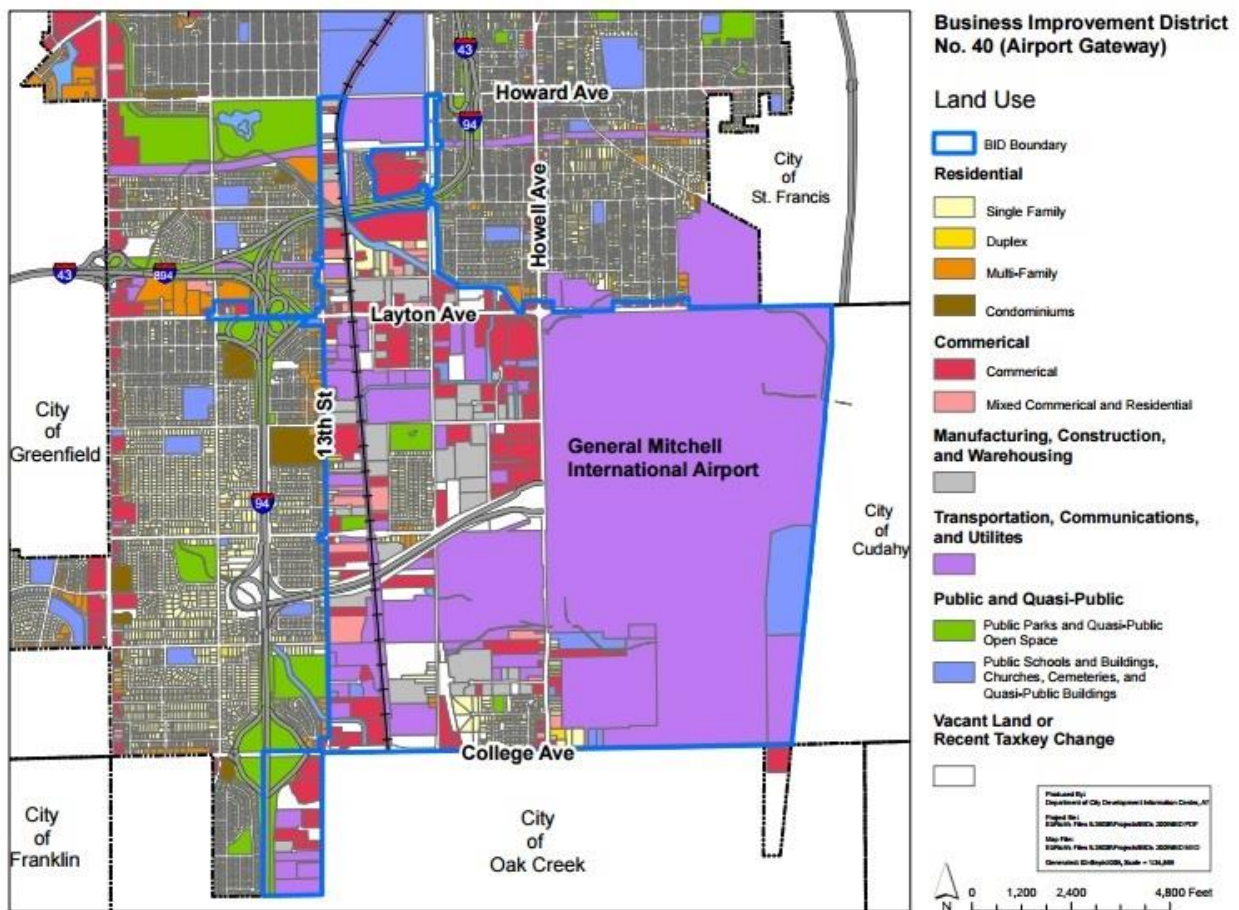 Business Improvement District
No. 40 (Airport Gateway)
Land Use
BID Boundary
Residential
Single Family
Duplex
Multi-Family
Condominiums
Commerical
Commerical
Mixed Commerical and Residential
Manufacturing, Construction,
and Warehousing
Transportation, Communications,
and Utilites
Public and Quasi-Public
Public Parks and Quasi-Public
Open Space
Public Schools and Buildings,
Churches, Cemeteries, and
Quasi-Public Buildings
Vacant Land or
Recent Taxkey Change
Produced By:
Department of City Development Information Center,
Project File:
Map File:
N
0 1,200 2,400 4,800 Feet
43
Howard Ave
94
City
of
St. Francis
Howell Ave
43
894
Layton Ave
City
of
Greenfield
13th St
General Mitchell
International Airport
94
City
of
Cudahy
College Ave
City
of
Franklin
City
of
Oak Creek